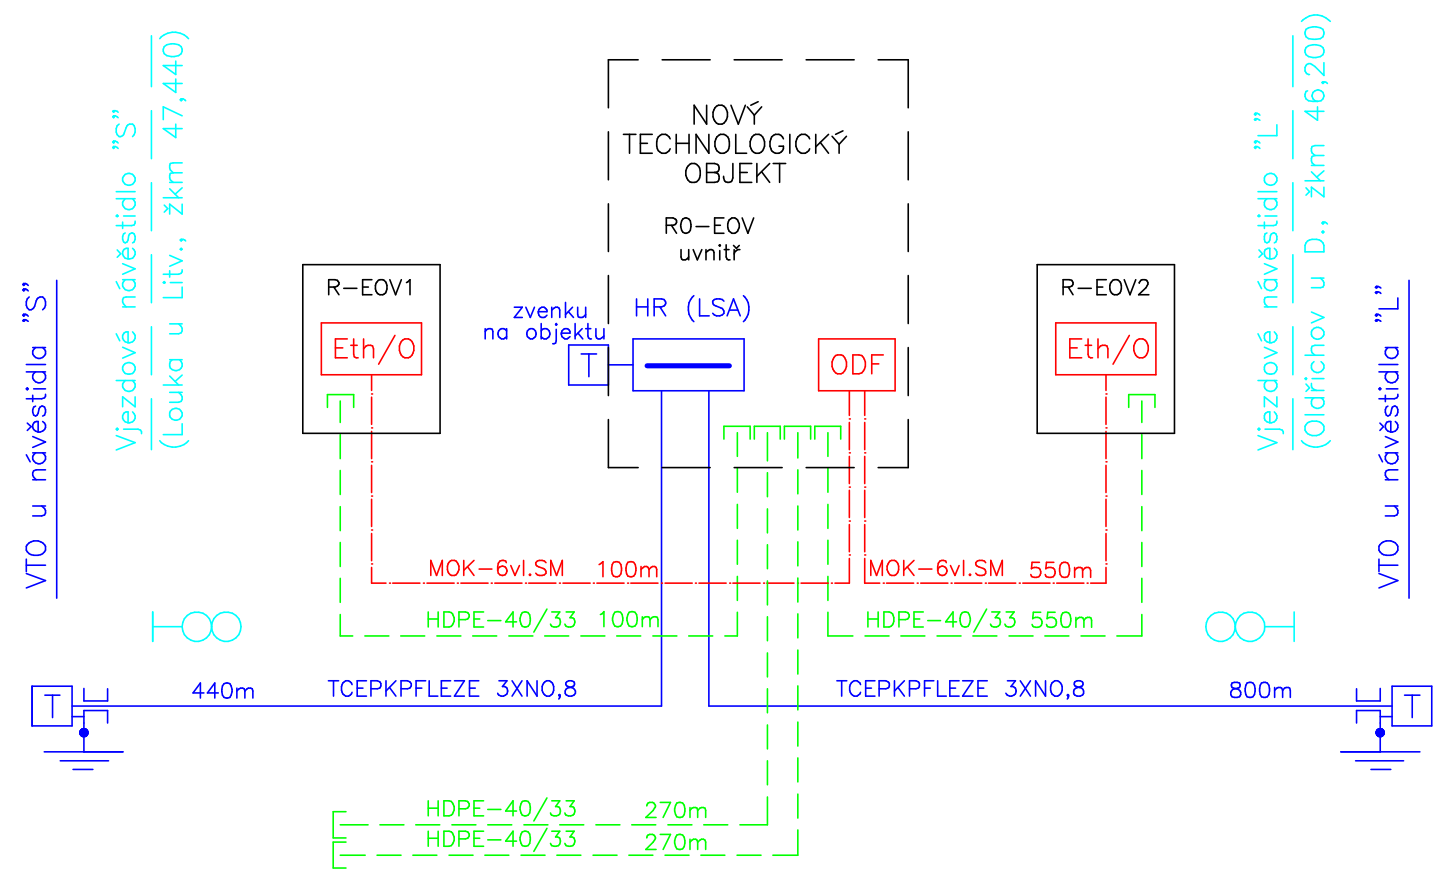 VTO u návěstidla "S"
Vjezdové návěstidlo "S"
(Louka u Litv., žkm 47,440)
NOVÝ
TECHNOLOGICKÝ
OBJEKT
R0-EOV
uvnitř
Vjezdové návěstidlo "L"
(Oldřichov u D., žkm 46,200)
VTO u návěstidla "L"
R-EOV1
Eth/O
zvenku
na objektu
T
HR (LSA)
ODF
R-EOV2
Eth/O
MOK-6vl.SM 100m
MOK-6vl.SM 550m
HDPE-40/33 100m
HDPE-40/33 550m
T
440m
TCEPKPFLEZE 3XN0,8
TCEPKPFLEZE 3XN0,8
800m
T
HDPE-40/33 270m
HDPE-40/33 270m